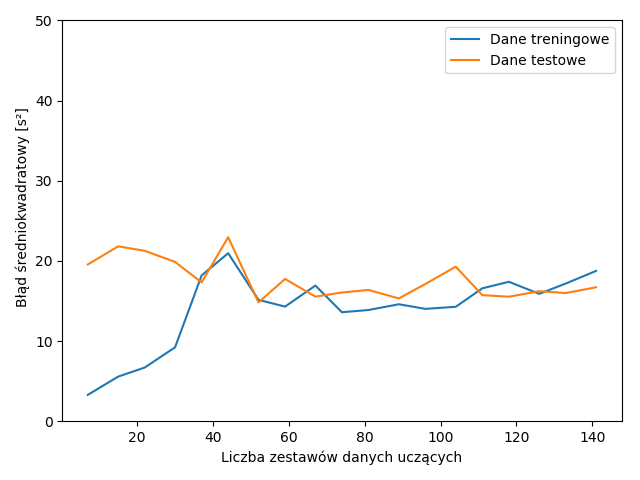 50
40
30
20
10
0
Błąd średniokwadratowy [s²]
Dane treningowe
Dane testowe
20 40 60 80 100 120 140
Liczba zestawów danych uczących